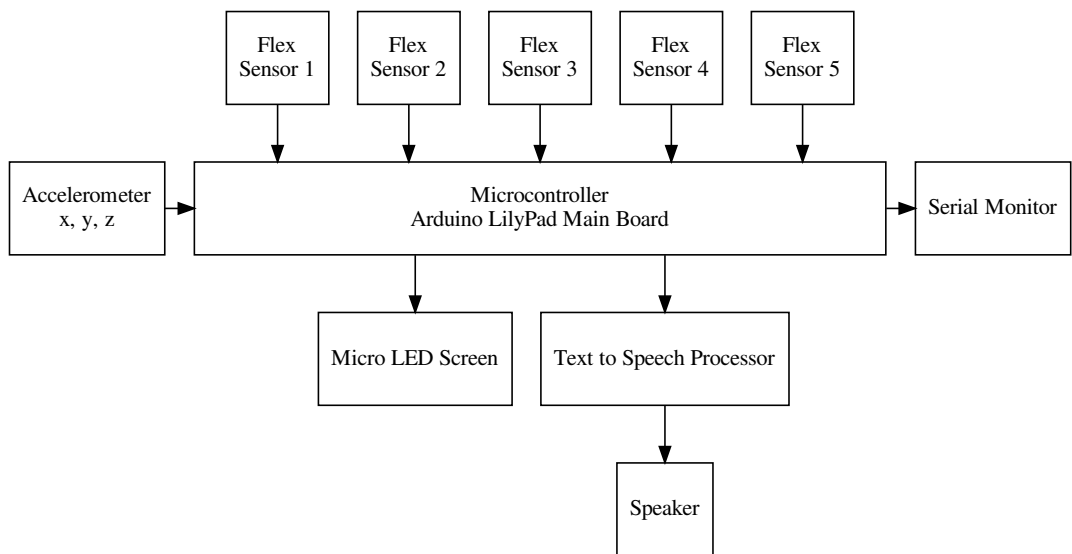 Flex
Sensor 1
Flex
Sensor 2
Flex
Sensor 3
Flex
Sensor 4
Flex
Sensor 5
Accelerometer
x, y, z
Microcontroller
Arduino LilyPad Main Board
Serial Monitor
Micro LED Screen
Text to Speech Processor
Speaker